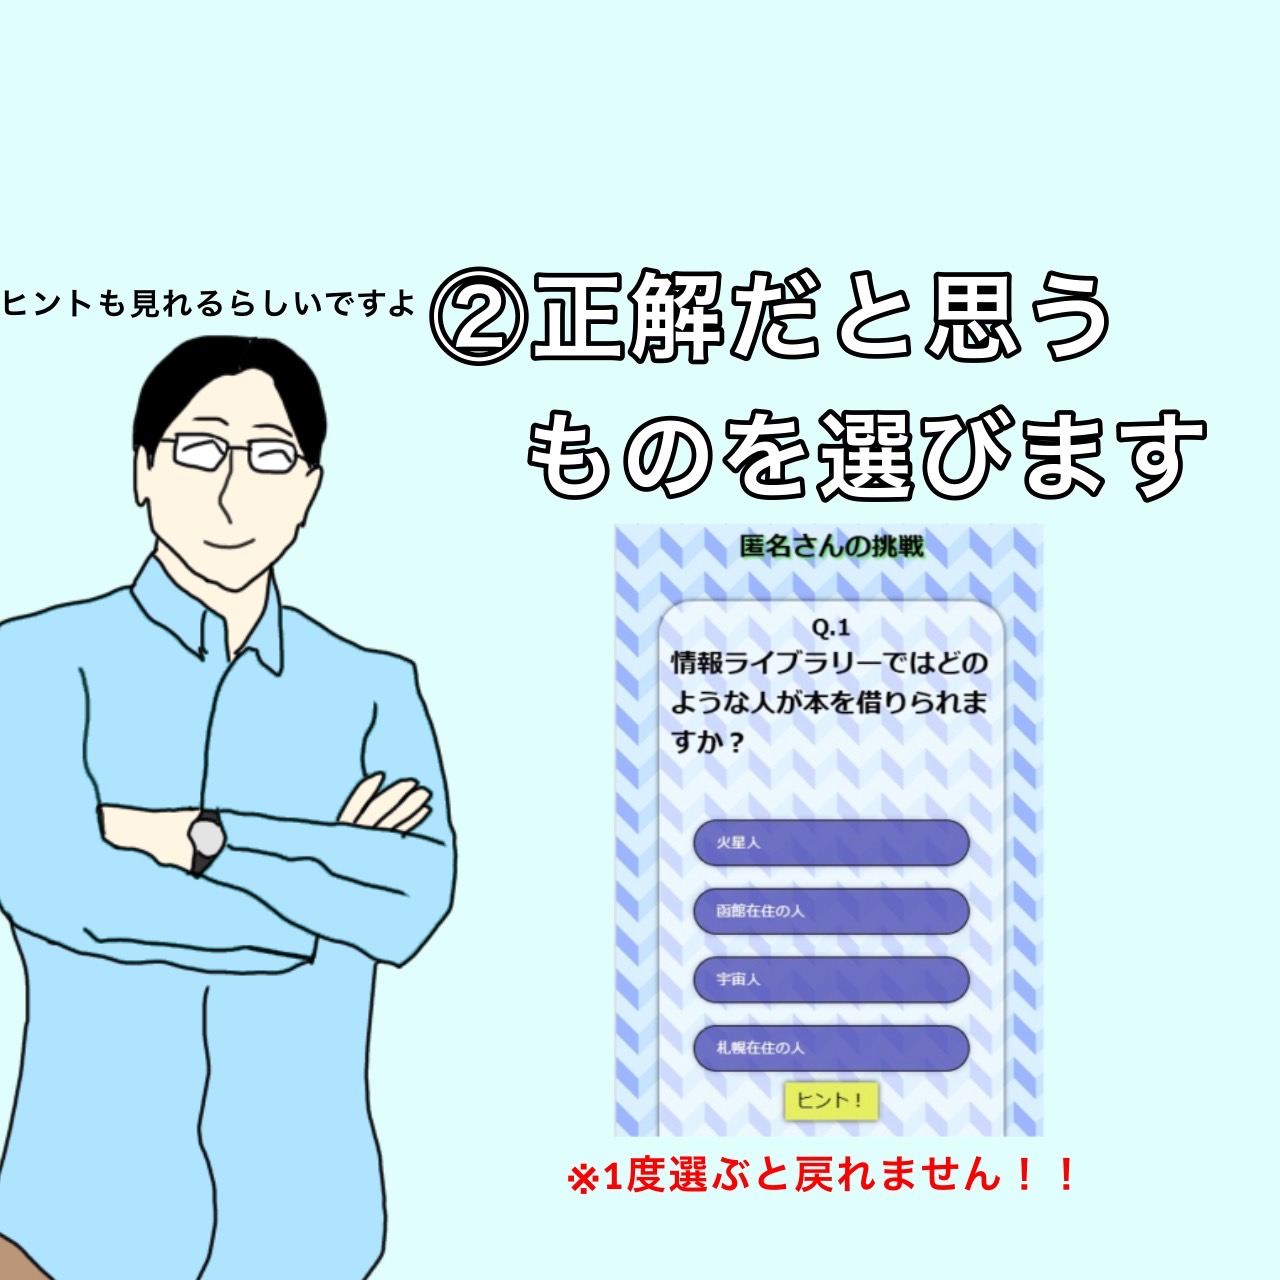 ヒントも見れるらしいですよ
②正解だと思う
ものを選びます
匿名さんの挑戦
Q.1
情報ライブラリーではどの
ような人が本を借りられま
すか？
火星人
函館在住の人
宇宙人
札幌在住の人
ヒント！
※1度選ぶと戻れません！！